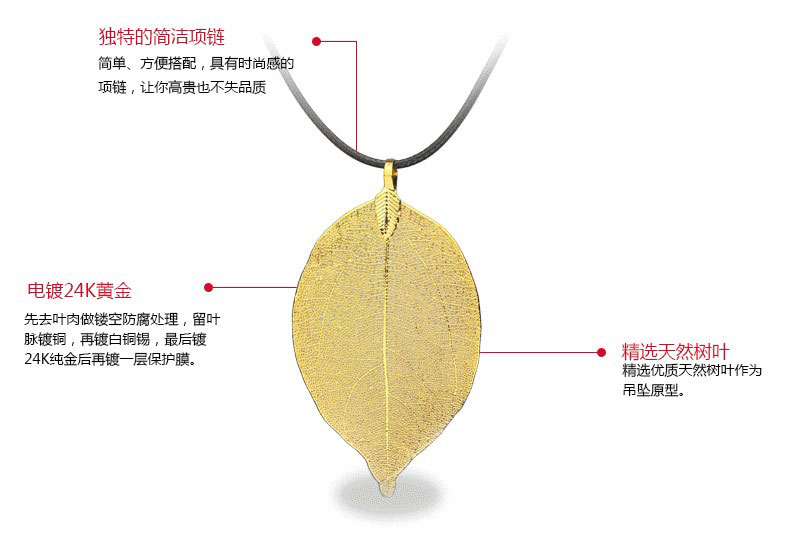 独特的简洁项链
简单、方便搭配，具有时尚感的
项链，让你高贵也不失品质
电镀24K黄金
先去叶肉做镂空防腐处理，留叶
脉镀铜，再镀白铜锡，最后镀
24K纯金后再镀一层保护膜。
精选天然树叶
精选优质天然树叶作为
吊坠原型。